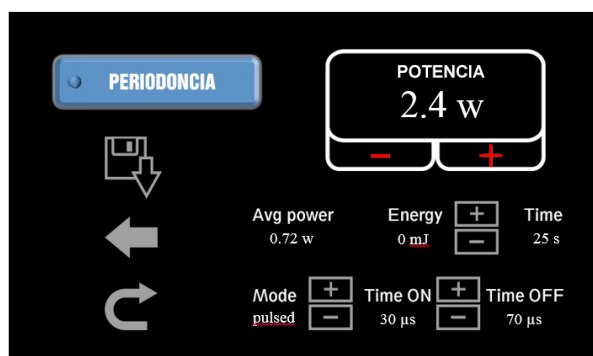 PERIODONCIA
POTENCIA
2.4 w
Avg power Energy Time
0.72 w 0 mJ 25 s
Mode Time ON Time OFF
pulsed 30 µs 70 µs